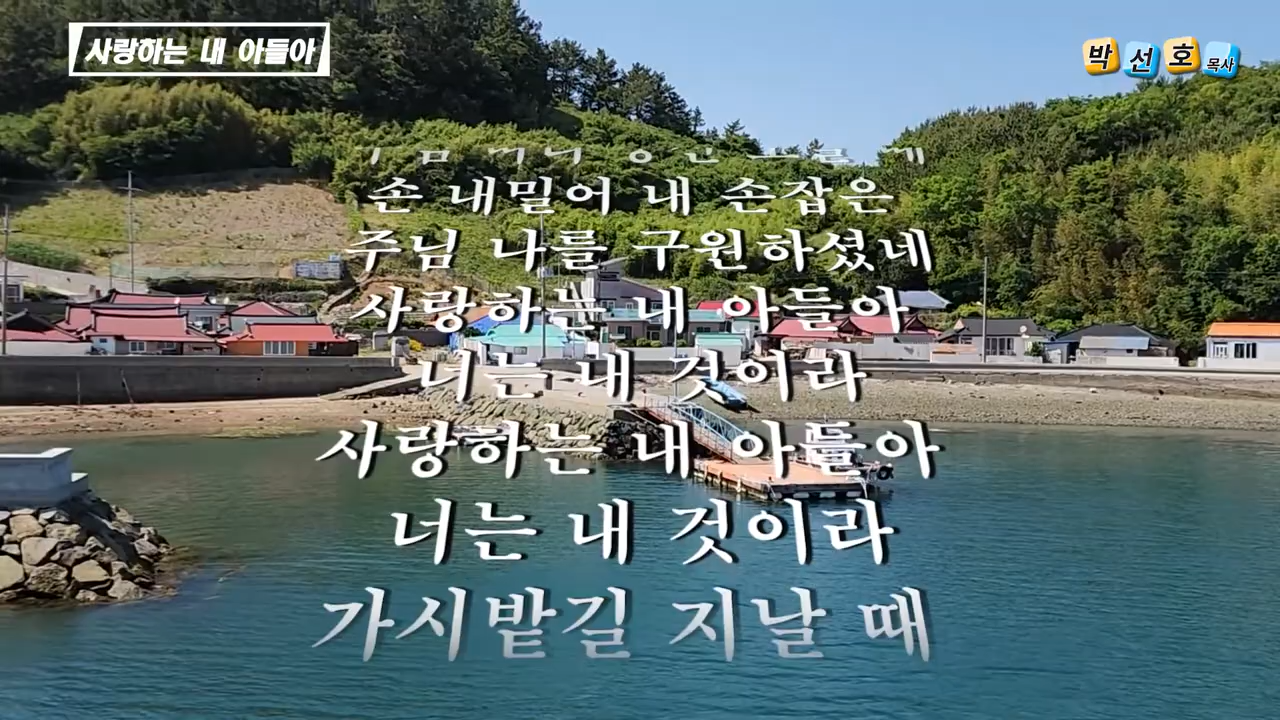 사랑하는 내 아들아
박선호 목사
손 내밀어 내 손잡은
주님 나를 구원하셨네
사랑하는 내 아들아
너는 내 것이라
사랑하는 내 아들아
너는 내 것이라
가시밭길 지날 때